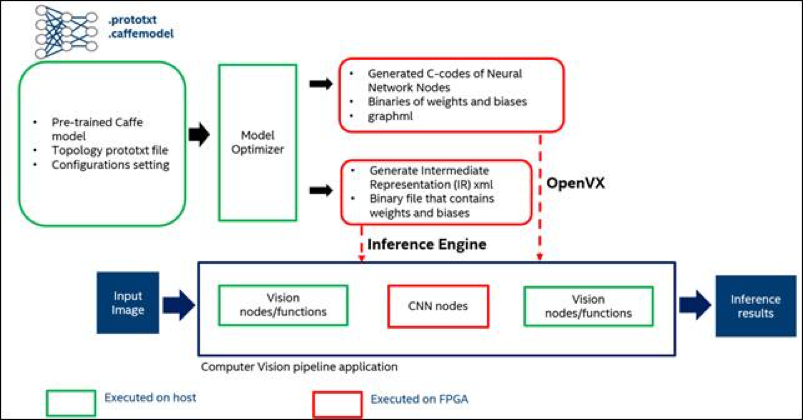 .prototxt
.caffemodel
• Pre-trained Caffe
model
• Topology prototxt file
• Configurations setting
Model
Optimizer
• Generated C-codes of Neural
Network Nodes
• Binaries of weights and biases
• graphml
• Generate Intermediate
Representation (IR) xml
• Binary file that contains
weights and biases
OpenVX
Inference Engine
Input
Image
Vision
nodes/functions
CNN nodes
Vision
nodes/functions
Inference
results
Computer Vision pipeline application
Executed on host
Executed on FPGA